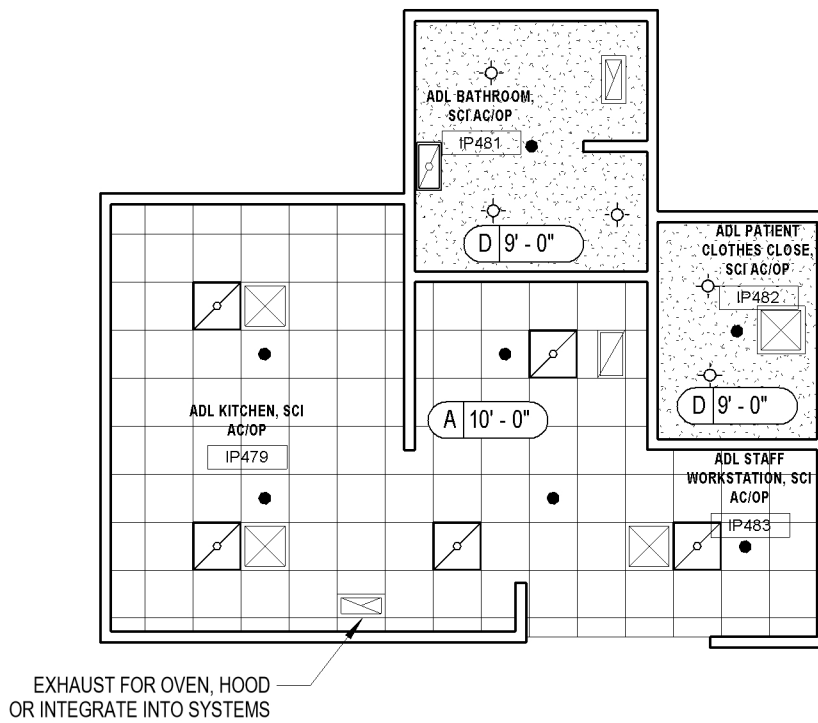 ADL BATHROOM,
SCI AC/OP
IP481
D 9' - 0"
ADL PATIENT
CLOTHES CLOSE,
SCI AC/OP
IP482
D 9' - 0"
ADL KITCHEN, SCI
AC/OP
IP479
A 10' - 0"
ADL STAFF
WORKSTATION, SCI
AC/OP
IP483
EXHAUST FOR OVEN, HOOD
OR INTEGRATE INTO SYSTEMS